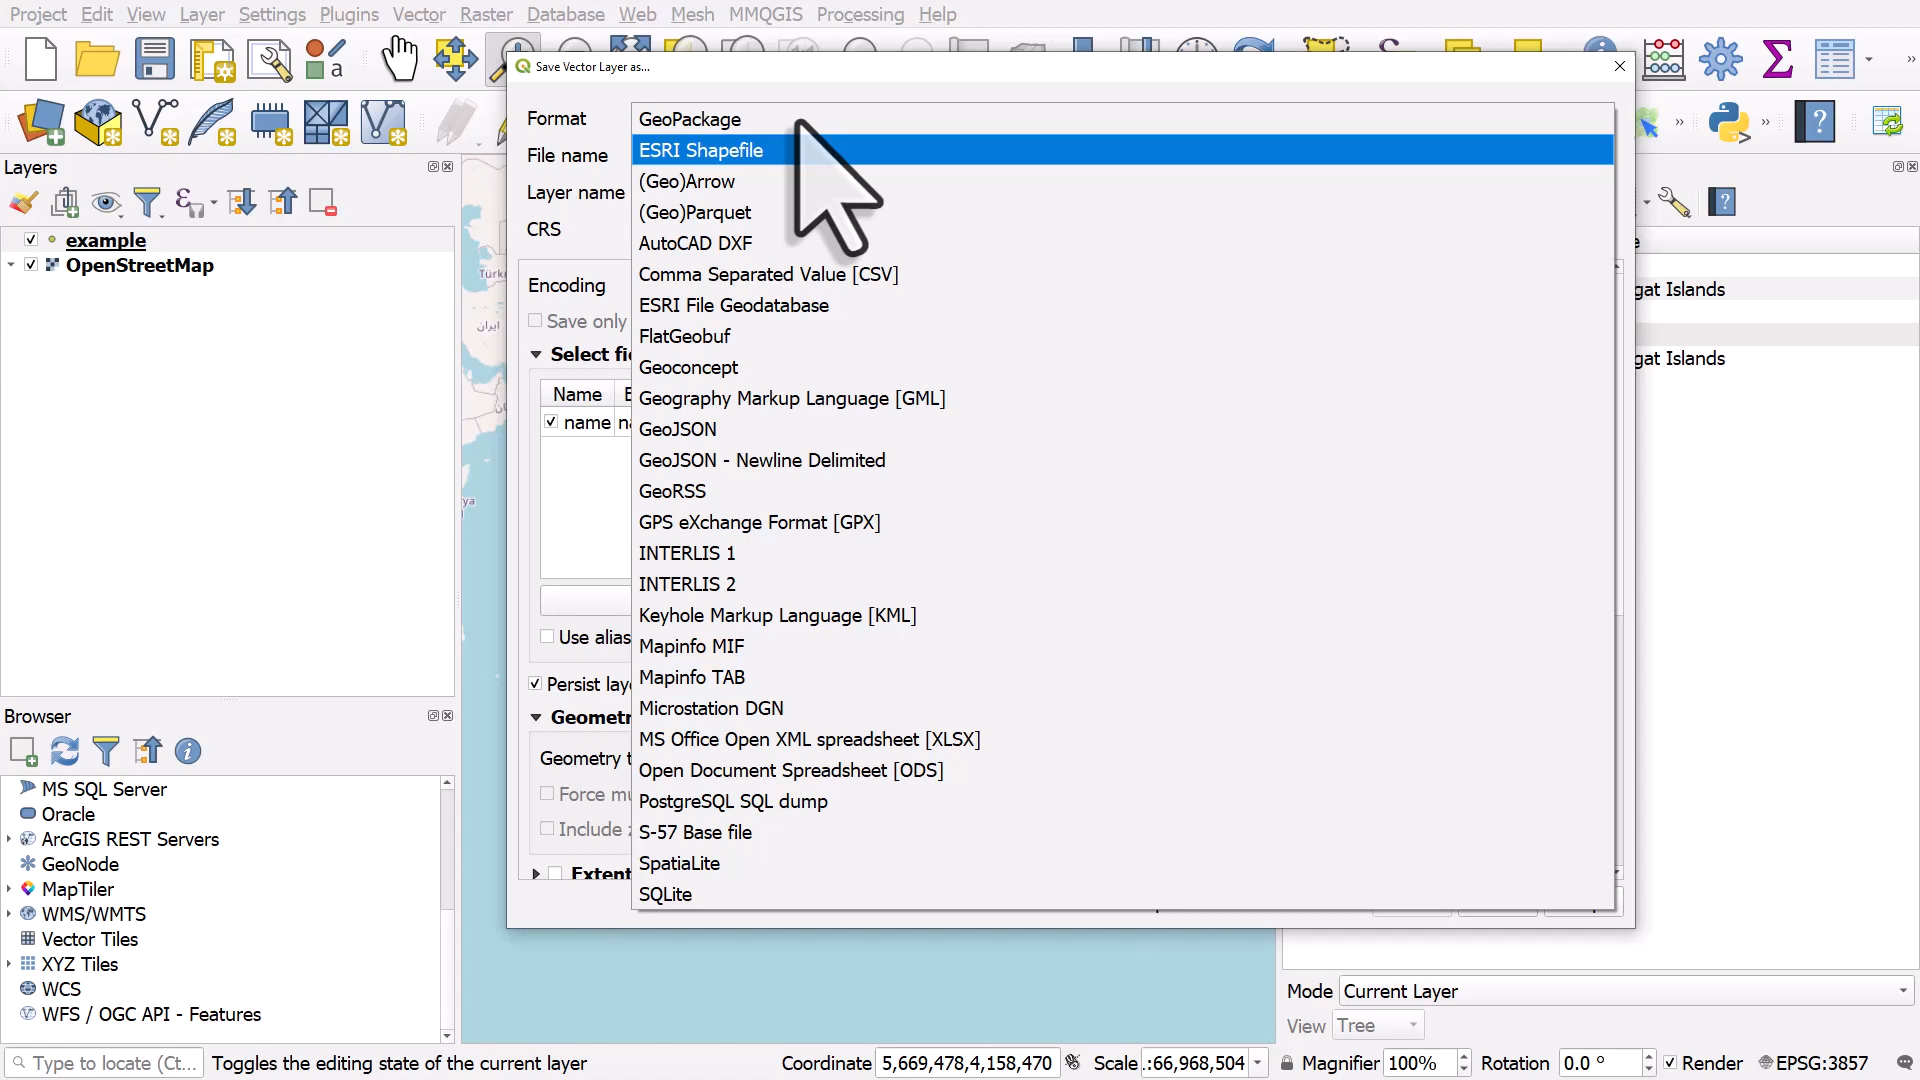 Project Edit View Layer Settings Plugins Vector Raster Database Web Mesh MMQGIS Processing Help
Save Vector Layer as...
Layers
example
OpenStreetMap
Format
File name
Layer name
CRS
Encoding
Save only
Select fi
Name
name
Use alias
Persist lay
Geometr
Geometry t
Force mu
Include z
Extent
GeoPackage
ESRI Shapefile
(Geo)Arrow
(Geo)Parquet
AutoCAD DXF
Comma Separated Value [CSV]
ESRI File Geodatabase
FlatGeobuf
Geoconcept
Geography Markup Language [GML]
GeoJSON
GeoJSON - Newline Delimited
GeoRSS
GPS eXchange Format [GPX]
INTERLIS 1
INTERLIS 2
Keyhole Markup Language [KML]
Mapinfo MIF
Mapinfo TAB
Microstation DGN
MS Office Open XML spreadsheet [XLSX]
Open Document Spreadsheet [ODS]
PostgreSQL SQL dump
S-57 Base file
SpatiaLite
SQLite
gat Islands
gat Islands
Browser
MS SQL Server
Oracle
ArcGIS REST Servers
GeoNode
MapTiler
WMS/WMTS
Vector Tiles
XYZ Tiles
WCS
WFS / OGC API - Features
Türk
ایران
Mode Current Layer
View Tree
Type to locate (Ct... Toggles the editing state of the current layer Coordinate 5,669,478,4,158,470 Scale .:66,968,504 Magnifier 100% Rotation 0.0 ° Render EPSG:3857